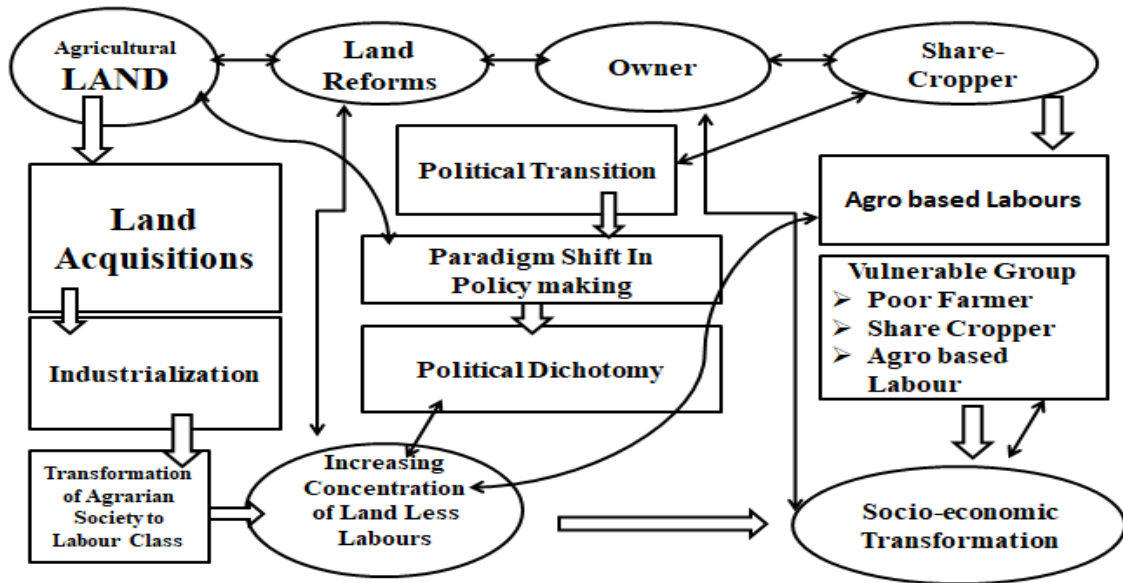 Agricultural
LAND
Land
Reforms
Owner
Share-
Cropper
Political Transition
Agro based Labours
Land
Acquisitions
Paradigm Shift In
Policy making
Vulnerable Group
➢ Poor Farmer
➢ Share Cropper
➢ Agro based
Labour
Industrialization
Political Dichotomy
Transformation
of Agrarian
Society to
Labour Class
Increasing
Concentration
of Land Less
Labours
Socio-economic
Transformation